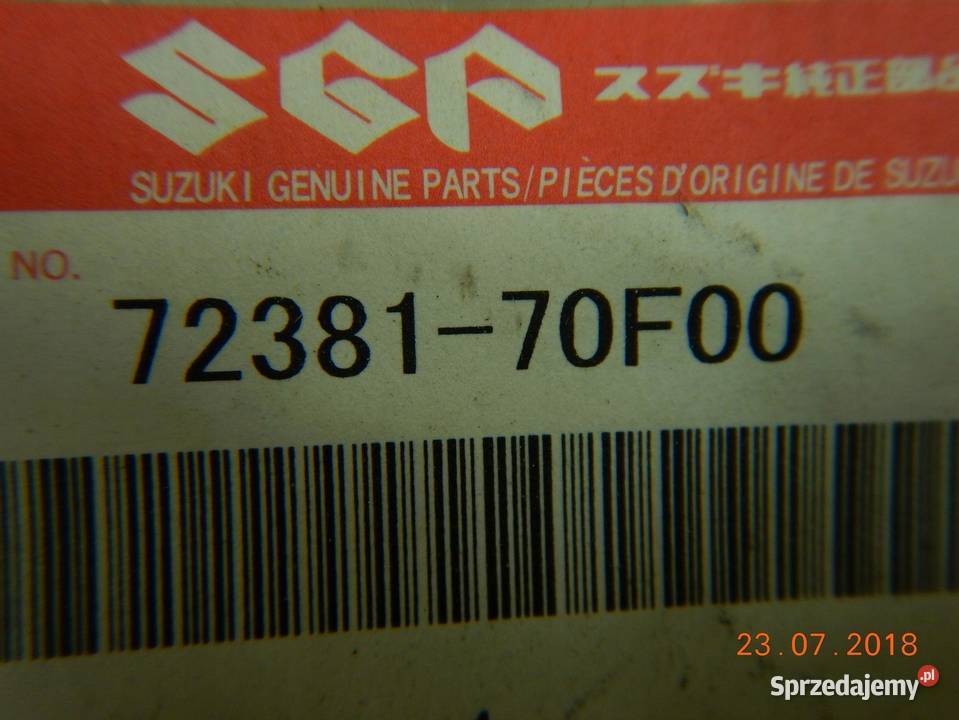 SGP スズキ純正部品
SUZUKI GENUINE PARTS/PIÈCES D'ORIGINE DE SUZU
NO.
72381-70F00
23.07.2018
Sprzedajemy.pl